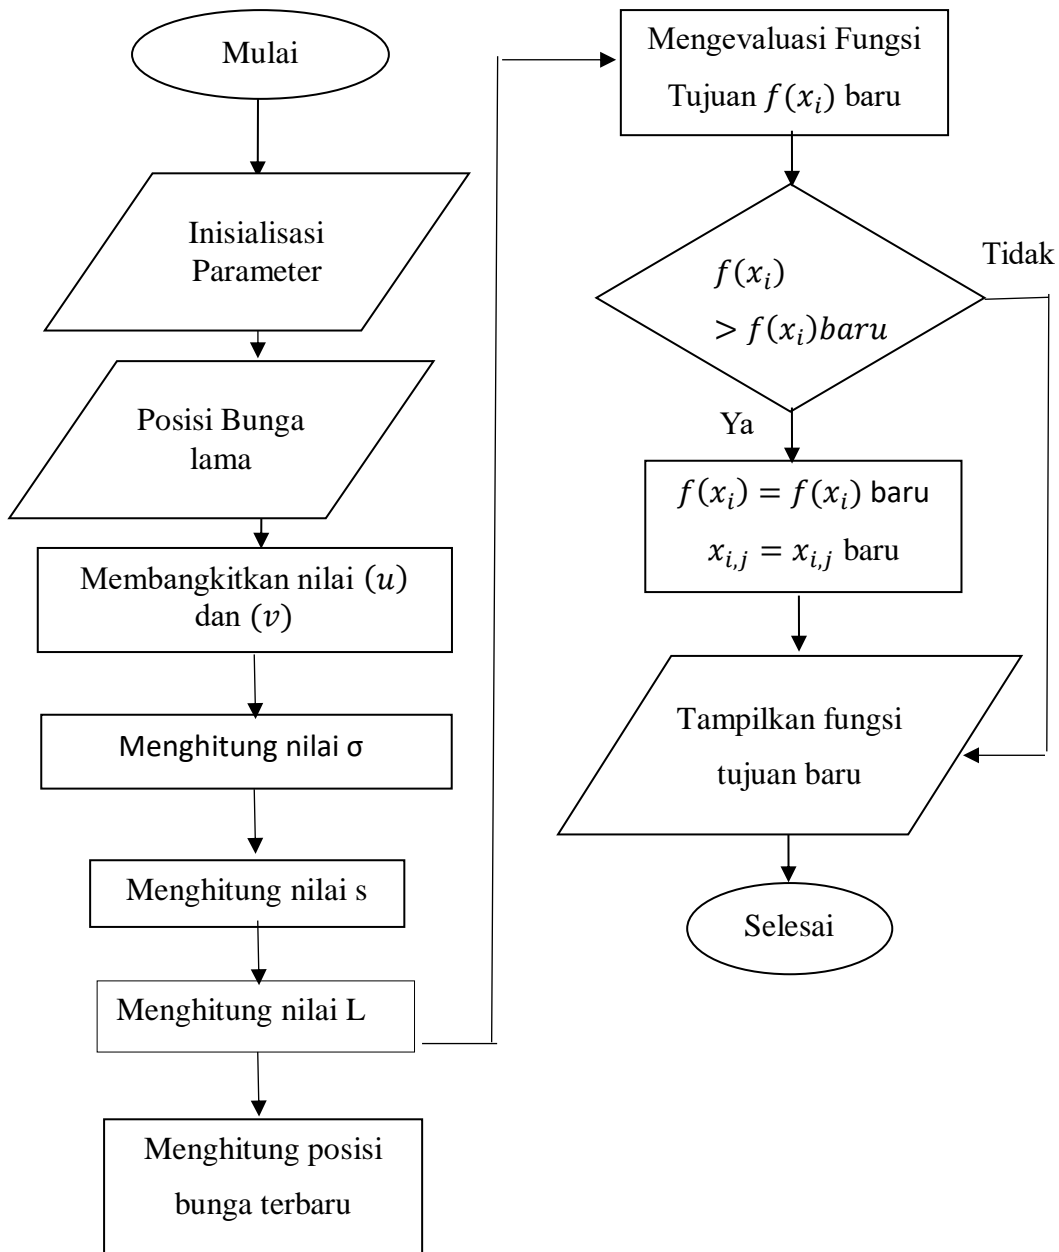 Mulai
Inisialisasi
Parameter
Posisi Bunga
lama
Membangkitkan nilai (u)
dan (v)
Menghitung nilai σ
Menghitung nilai s
Menghitung nilai L
Menghitung posisi
bunga terbaru
Mengevaluasi Fungsi
Tujuan f(x_i) baru
f(x_i)
> f(x_i)baru
Tidak
Ya
f(x_i) = f(x_i) baru
x_{i,j} = x_{i,j} baru
Tampilkan fungsi
tujuan baru
Selesai